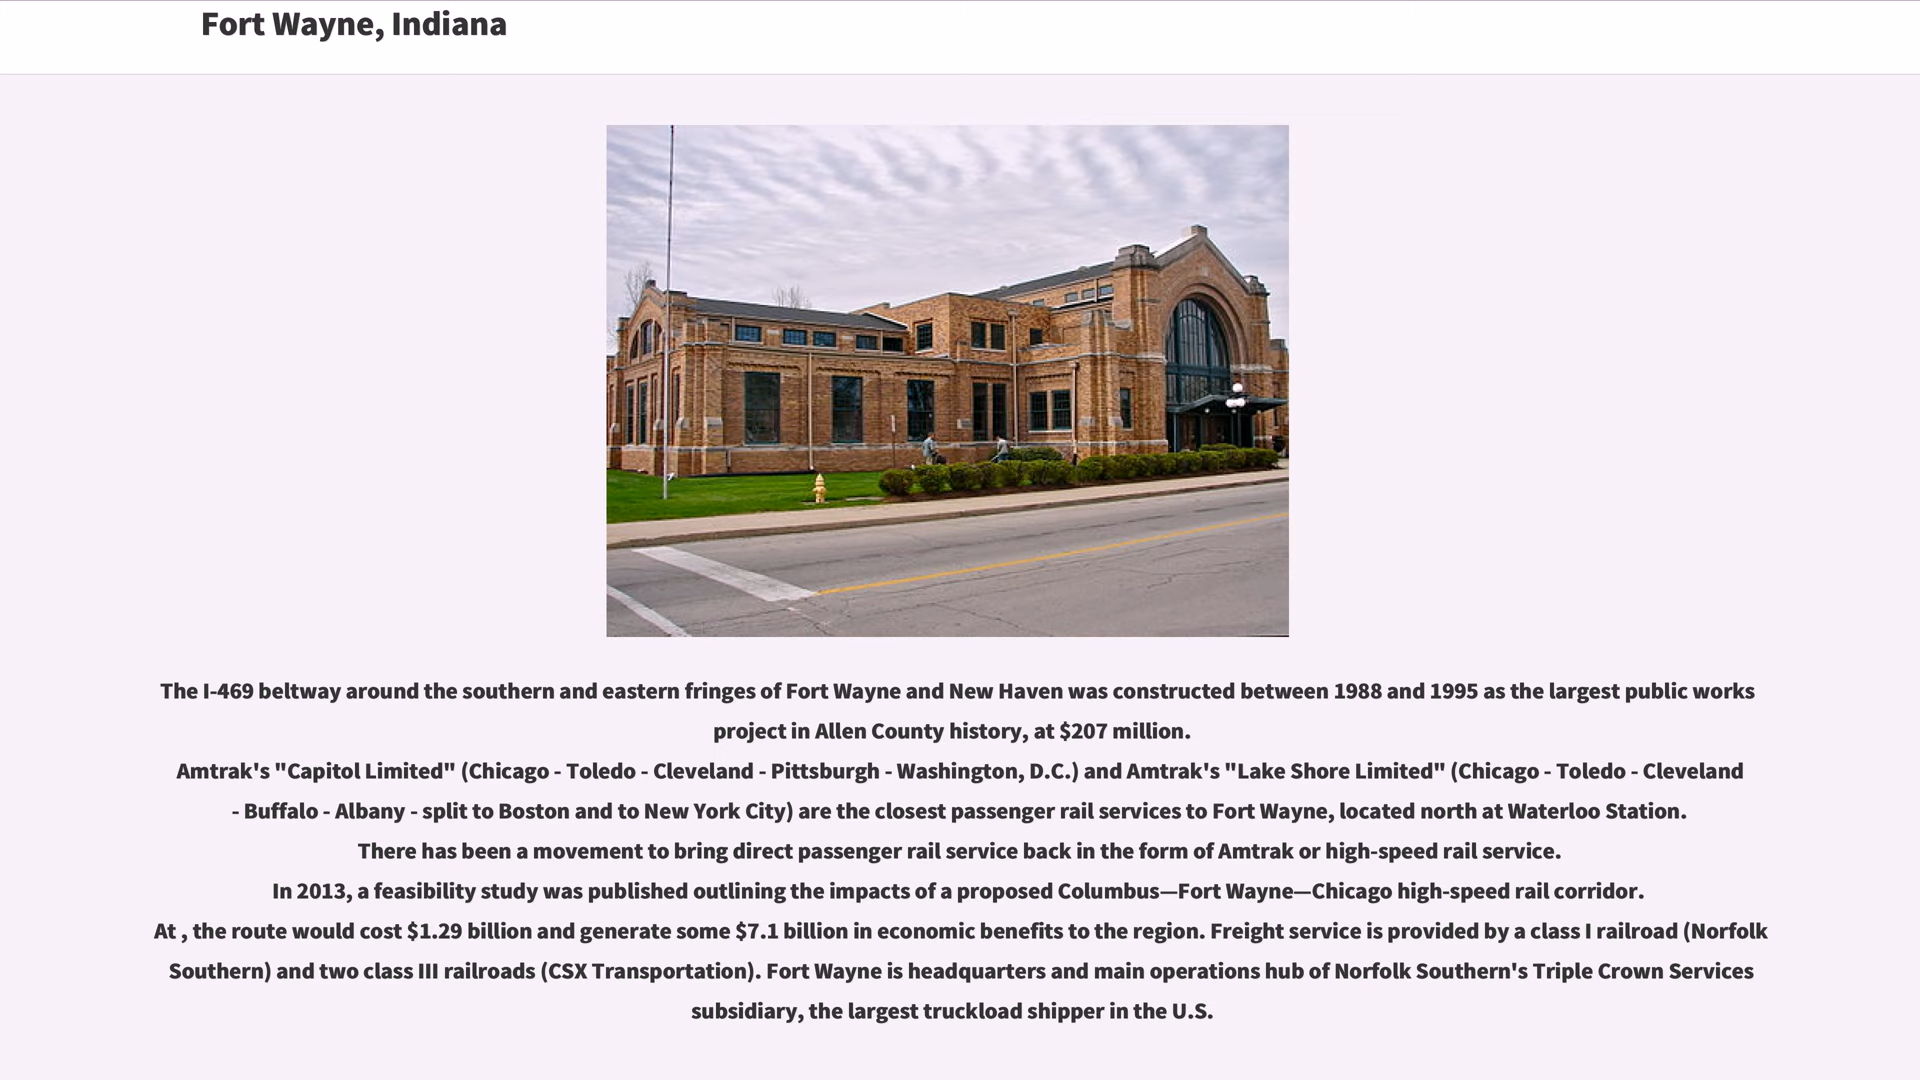 Fort Wayne, Indiana
The I-469 beltway around the southern and eastern fringes of Fort Wayne and New Haven was constructed between 1988 and 1995 as the largest public works
project in Allen County history, at $207 million.
Amtrak's "Capitol Limited" (Chicago - Toledo - Cleveland - Pittsburgh - Washington, D.C.) and Amtrak's "Lake Shore Limited" (Chicago - Toledo - Cleveland
- Buffalo - Albany - split to Boston and to New York City) are the closest passenger rail services to Fort Wayne, located north at Waterloo Station.
There has been a movement to bring direct passenger rail service back in the form of Amtrak or high-speed rail service.
In 2013, a feasibility study was published outlining the impacts of a proposed Columbus—Fort Wayne—Chicago high-speed rail corridor.
At , the route would cost $1.29 billion and generate some $7.1 billion in economic benefits to the region. Freight service is provided by a class I railroad (Norfolk
Southern) and two class III railroads (CSX Transportation). Fort Wayne is headquarters and main operations hub of Norfolk Southern's Triple Crown Services
subsidiary, the largest truckload shipper in the U.S.